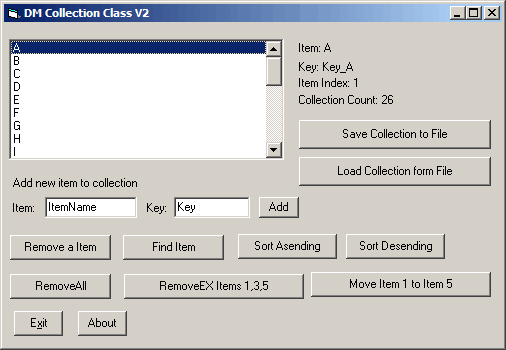 DM Collection Class V2
A
B
C
D
E
F
G
H
I
Item: A
Key: Key_A
Item Index: 1
Collection Count: 26
Save Collection to File
Load Collection form File
Add new item to collection
Item: ItemName Key: Key Add
Remove a Item Find Item Sort Asending Sort Desending
RemoveAll RemoveEX Items 1,3,5 Move Item 1 to Item 5
Exit About